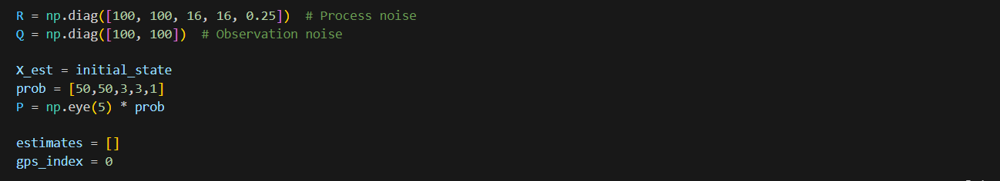 R = np.diag([100, 100, 16, 16, 0.25])  # Process noise
Q = np.diag([100, 100])  # Observation noise
X_est = initial_state
prob = [50,50,3,3,1]
P = np.eye(5) * prob
estimates = []
gps_index = 0